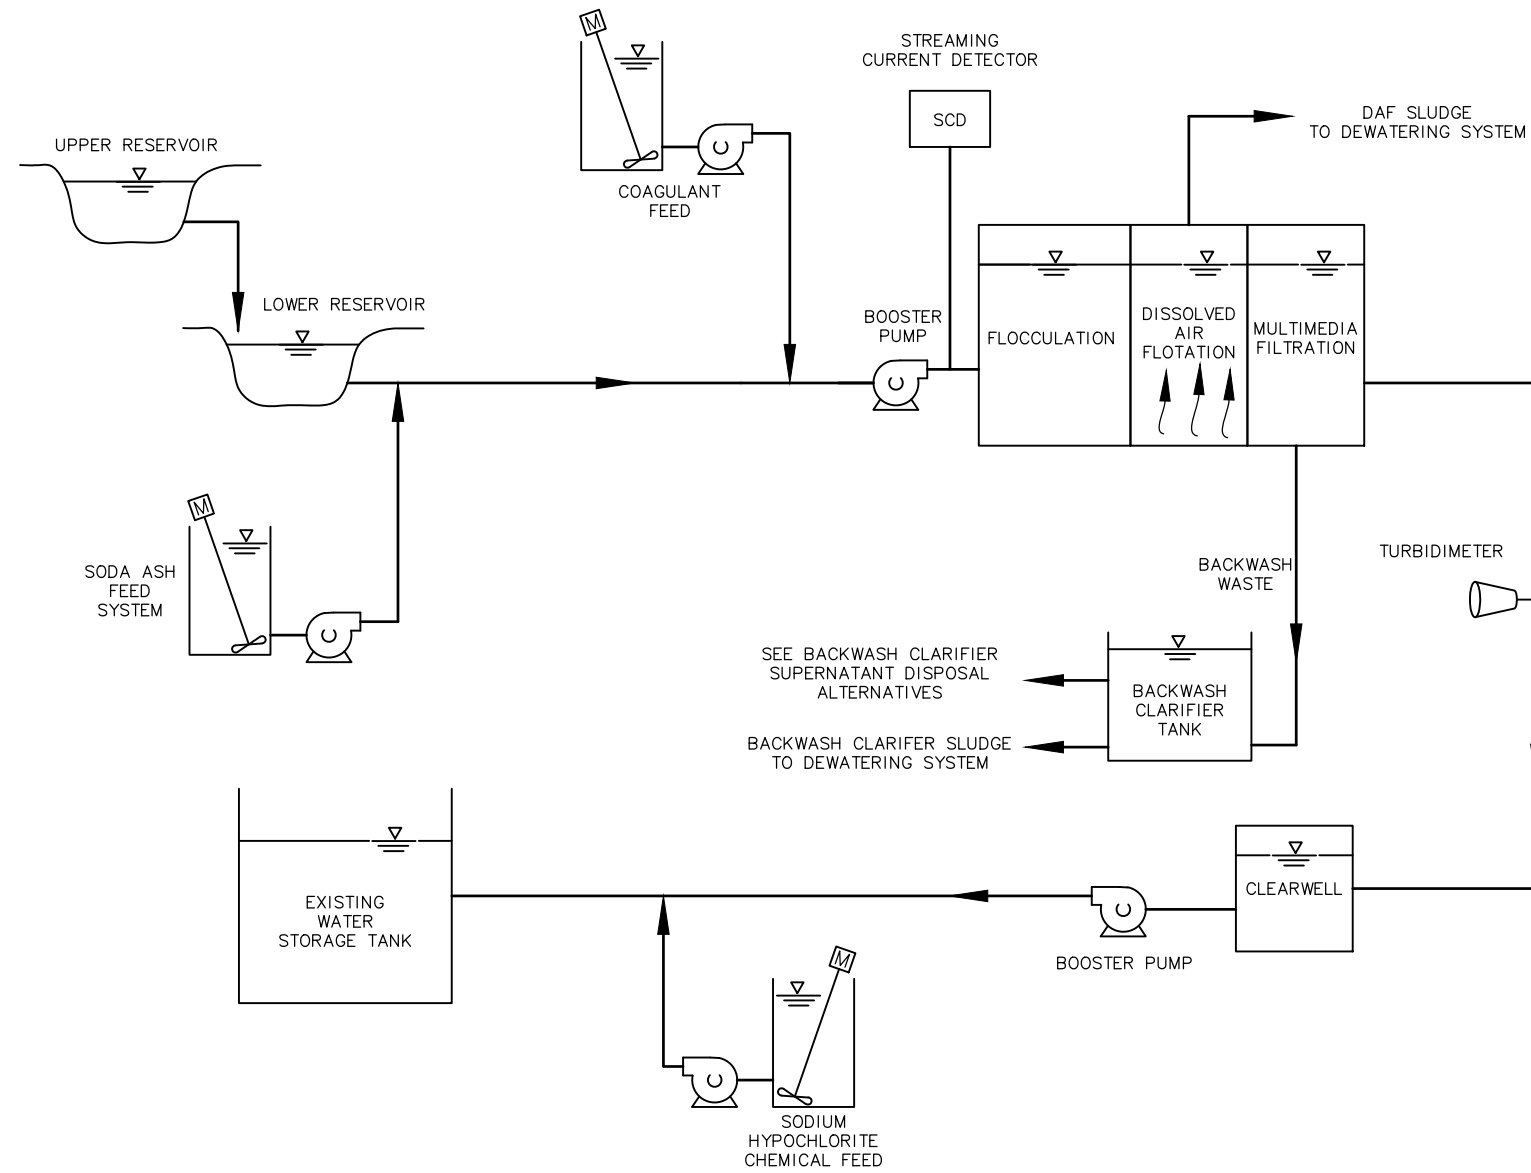 M
STREAMING
CURRENT DETECTOR
SCD
DAF SLUDGE
TO DEWATERING SYSTEM
UPPER RESERVOIR
C
COAGULANT
FEED
LOWER RESERVOIR
BOOSTER
PUMP
C
FLOCCULATION
DISSOLVED
AIR
FLOTATION
MULTIMEDIA
FILTRATION
M
SODA ASH
FEED
SYSTEM
C
BACKWASH
WASTE
TURBIDIMETER
SEE BACKWASH CLARIFIER
SUPERNATANT DISPOSAL
ALTERNATIVES
BACKWASH
CLARIFIER
TANK
BACKWASH CLARIFER SLUDGE
TO DEWATERING SYSTEM
EXISTING
WATER
STORAGE TANK
C
BOOSTER PUMP
CLEARWELL
M
C
SODIUM
HYPOCHLORITE
CHEMICAL FEED